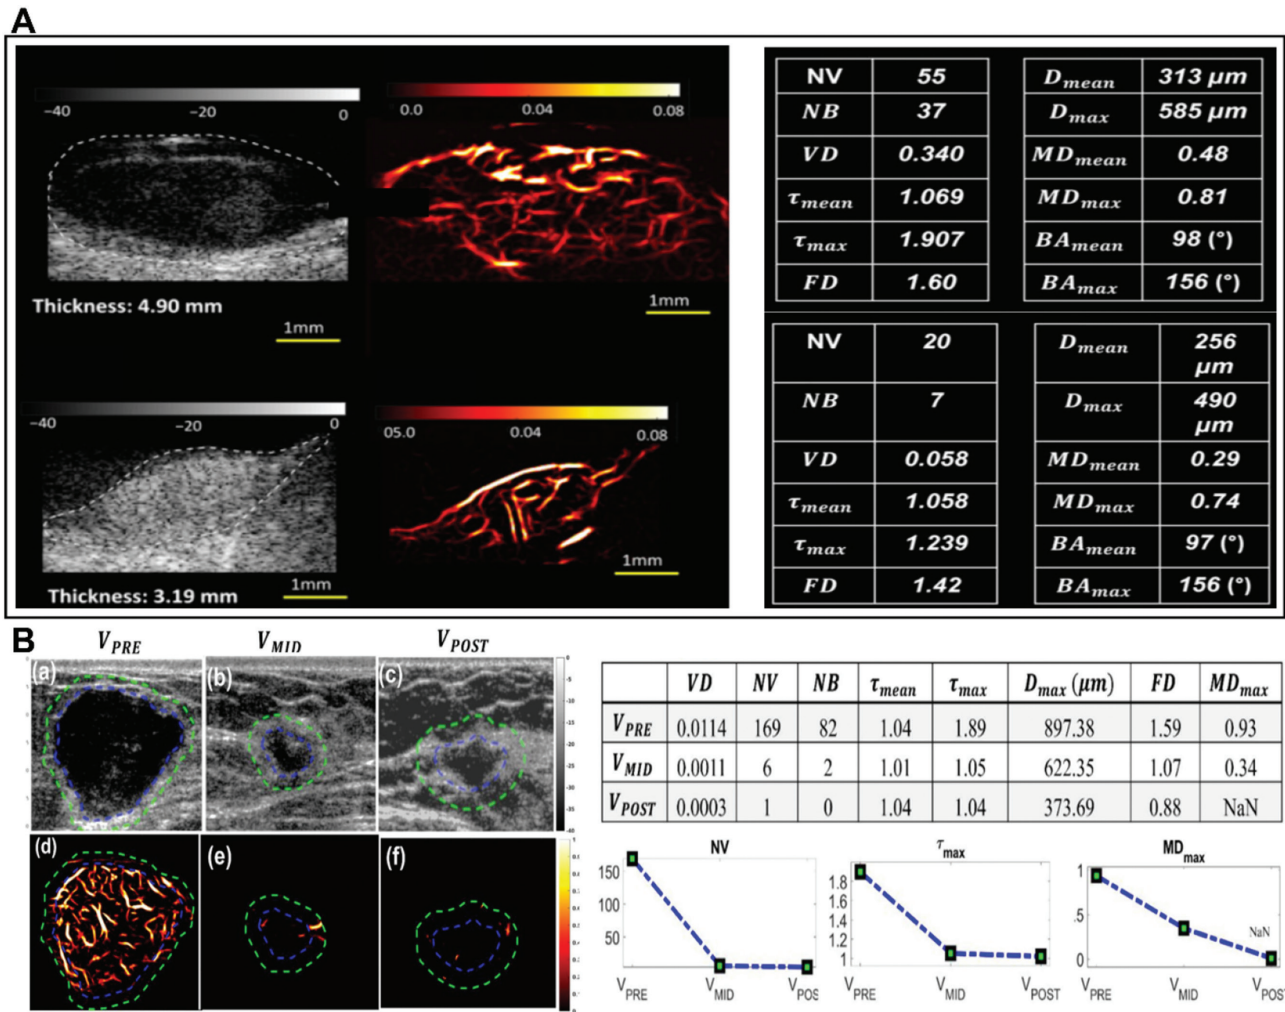 A
−40 −20 0
0.0 0.04 0.08
Thickness: 4.90 mm
1mm
1mm
−40 −20 0
05.0 0.04 0.08
Thickness: 3.19 mm
1mm
1mm
NV 55
NB 37
VD 0.340
τmean 1.069
τmax 1.907
FD 1.60
Dmean 313 µm
Dmax 585 µm
MDmean 0.48
MDmax 0.81
BAmean 98 (°)
BAmax 156 (°)
NV 20
NB 7
VD 0.058
τmean 1.058
τmax 1.239
FD 1.42
Dmean 256
µm
Dmax 490
µm
MDmean 0.29
MDmax 0.74
BAmean 97 (°)
BAmax 156 (°)
B
VPRE VMID VPOST
(a) (b) (c)
(d) (e) (f)
VD NV NB τmean τmax Dmax (µm) FD MDmax
VPRE 0.0114 169 82 1.04 1.89 897.38 1.59 0.93
VMID 0.0011 6 2 1.01 1.05 622.35 1.07 0.34
VPOST 0.0003 1 0 1.04 1.04 373.69 0.88 NaN
NV
150
100
50
VPRE VMID VPOS
τmax
1.8
1.6
1.4
1.2
1
VPRE VMID VPOST
MDmax
1
.5
0
NaN
VPRE VMID VPOST